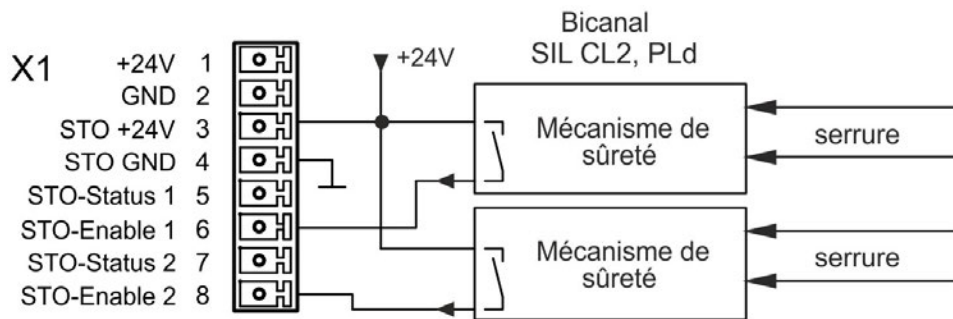 Bicanal
SIL CL2, PLd
X1
+24V 1
GND 2
STO +24V 3
STO GND 4
STO-Status 1 5
STO-Enable 1 6
STO-Status 2 7
STO-Enable 2 8
+24V
Mécanisme de
sûreté
serrure
Mécanisme de
sûreté
serrure